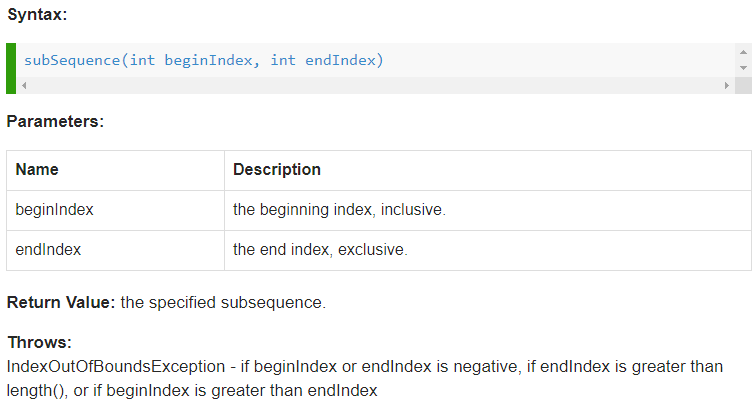 Syntax:
subSequence(int beginIndex, int endIndex)
Parameters:
Name Description
beginIndex the beginning index, inclusive.
endIndex the end index, exclusive.
Return Value: the specified subsequence.
Throws:
IndexOutOfBoundsException - if beginIndex or endIndex is negative, if endIndex is greater than
length(), or if beginIndex is greater than endIndex